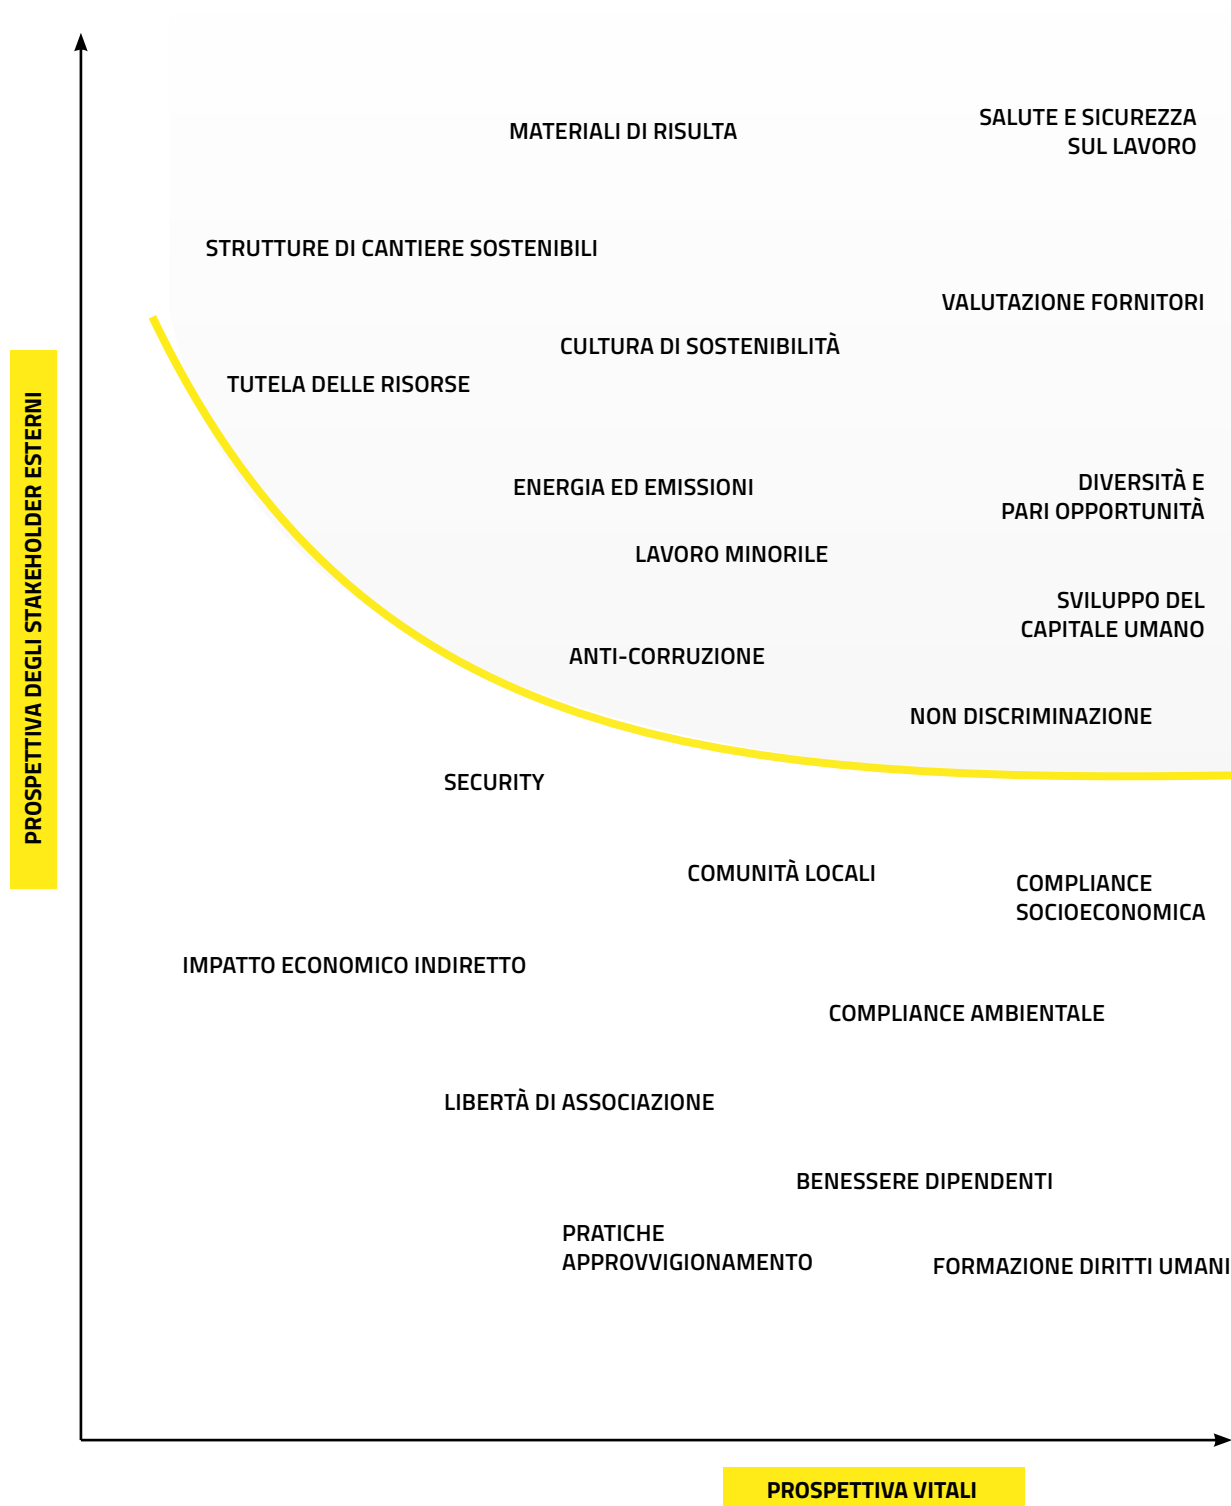 MATERIALI DI RISULTA
SALUTE E SICUREZZA
SUL LAVORO
STRUTTURE DI CANTIERE SOSTENIBILI
VALUTAZIONE FORNITORI
CULTURA DI SOSTENIBILITÀ
TUTELA DELLE RISORSE
ENERGIA ED EMISSIONI
DIVERSITÀ E
PARI OPPORTUNITÀ
LAVORO MINORILE
SVILUPPO DEL
CAPITALE UMANO
ANTI-CORRUZIONE
NON DISCRIMINAZIONE
SECURITY
COMUNITÀ LOCALI
COMPLIANCE
SOCIOECONOMICA
IMPATTO ECONOMICO INDIRETTO
COMPLIANCE AMBIENTALE
LIBERTÀ DI ASSOCIAZIONE
BENESSERE DIPENDENTI
PRATICHE
APPROVVIGIONAMENTO
FORMAZIONE DIRITTI UMANI
PROSPETTIVA DEGLI STAKEHOLDER ESTERNI
PROSPETTIVA VITALI